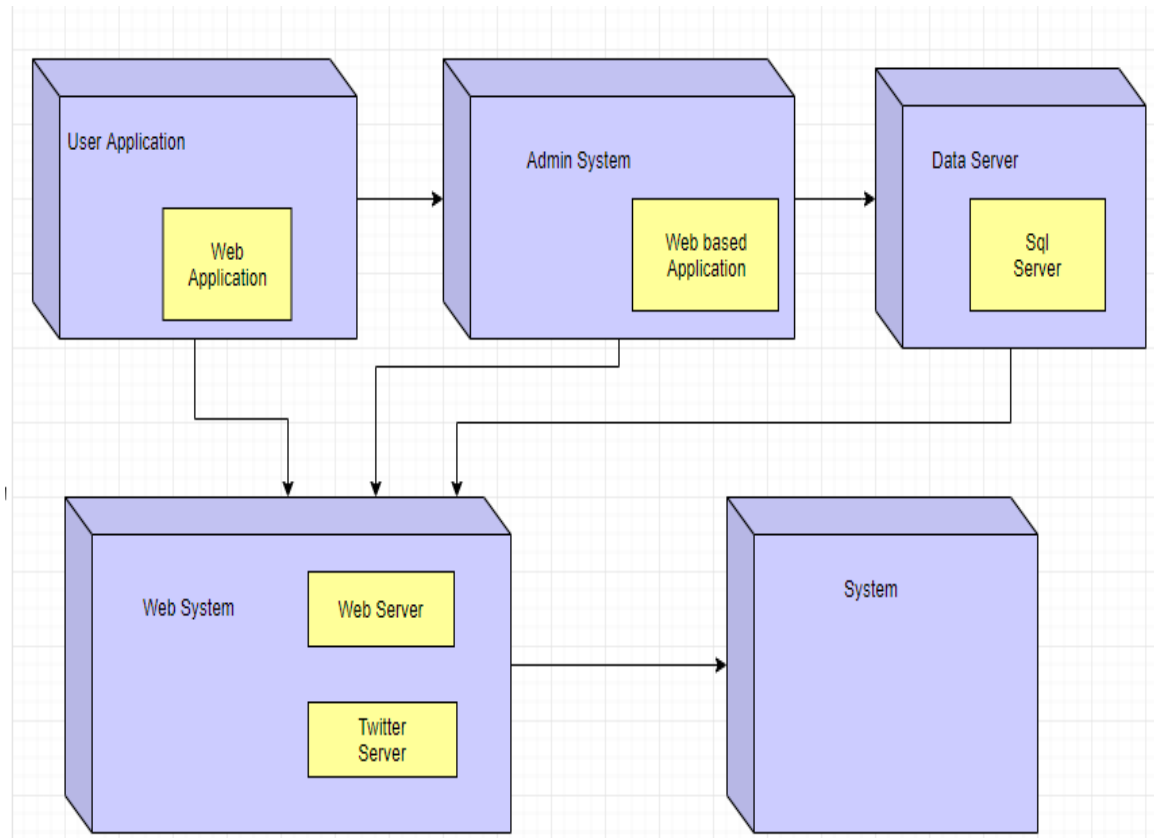 User Application
Web
Application
Admin System
Web based
Application
Data Server
Sql
Server
Web System
Web Server
Twitter
Server
System